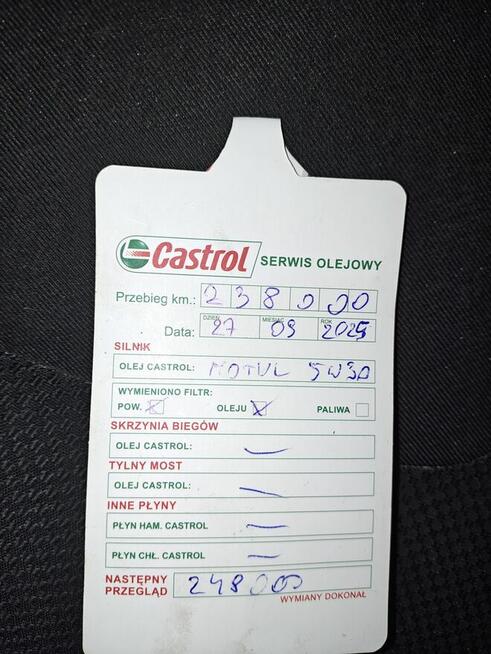 Castrol SERWIS OLEJOWY
Przebieg km.: 238000
DZIEŃ MIESIĄC ROK
Data: 27 09 2025
SILNIK
OLEJ CASTROL: MOTUL 5W30
WYMIENIONO FILTR:
POW. OLEJU PALIWA
SKRZYNIA BIEGÓW
OLEJ CASTROL: —
TYLNY MOST
OLEJ CASTROL: —
INNE PŁYNY
PŁYN HAM. CASTROL —
PŁYN CHŁ. CASTROL —
NASTĘPNY PRZEGLĄD 248000
WYMIANY DOKONAŁ